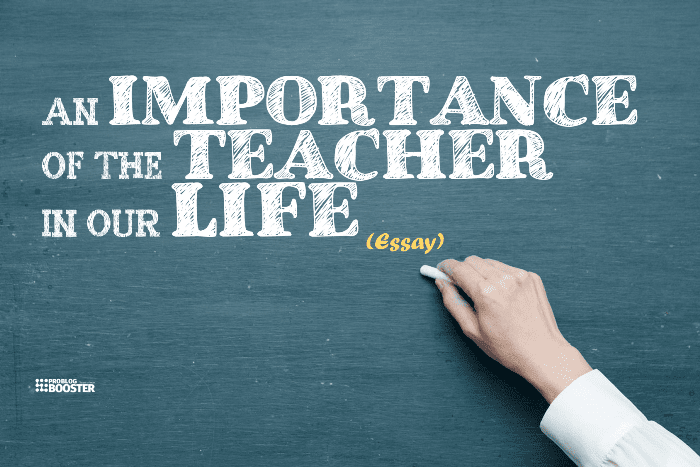 AN IMPORTANCE
OF THE TEACHER
IN OUR LIFE
(Essay)
PROBLOG
BOOSTER